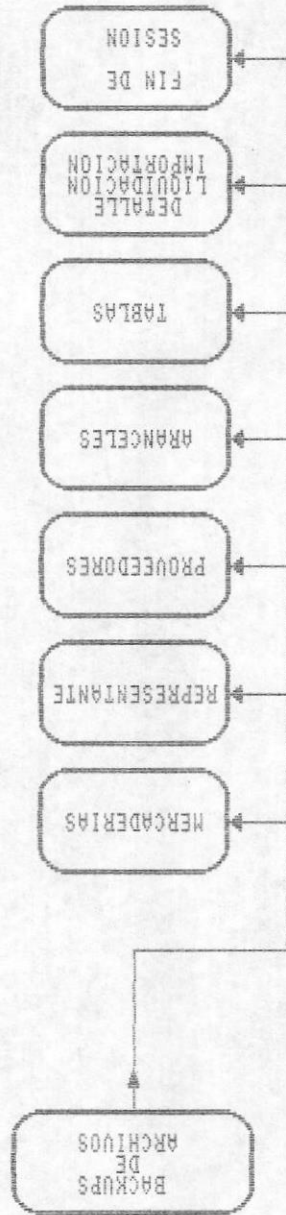 BACKUPS
DE
ARCHIVOS
MERCADERIAS
REPRESENTANTE
PROVEEDORES
ARANCELES
TABLAS
DETALLE
LIQUIDACION
IMPORTACION
FIN DE
SESION